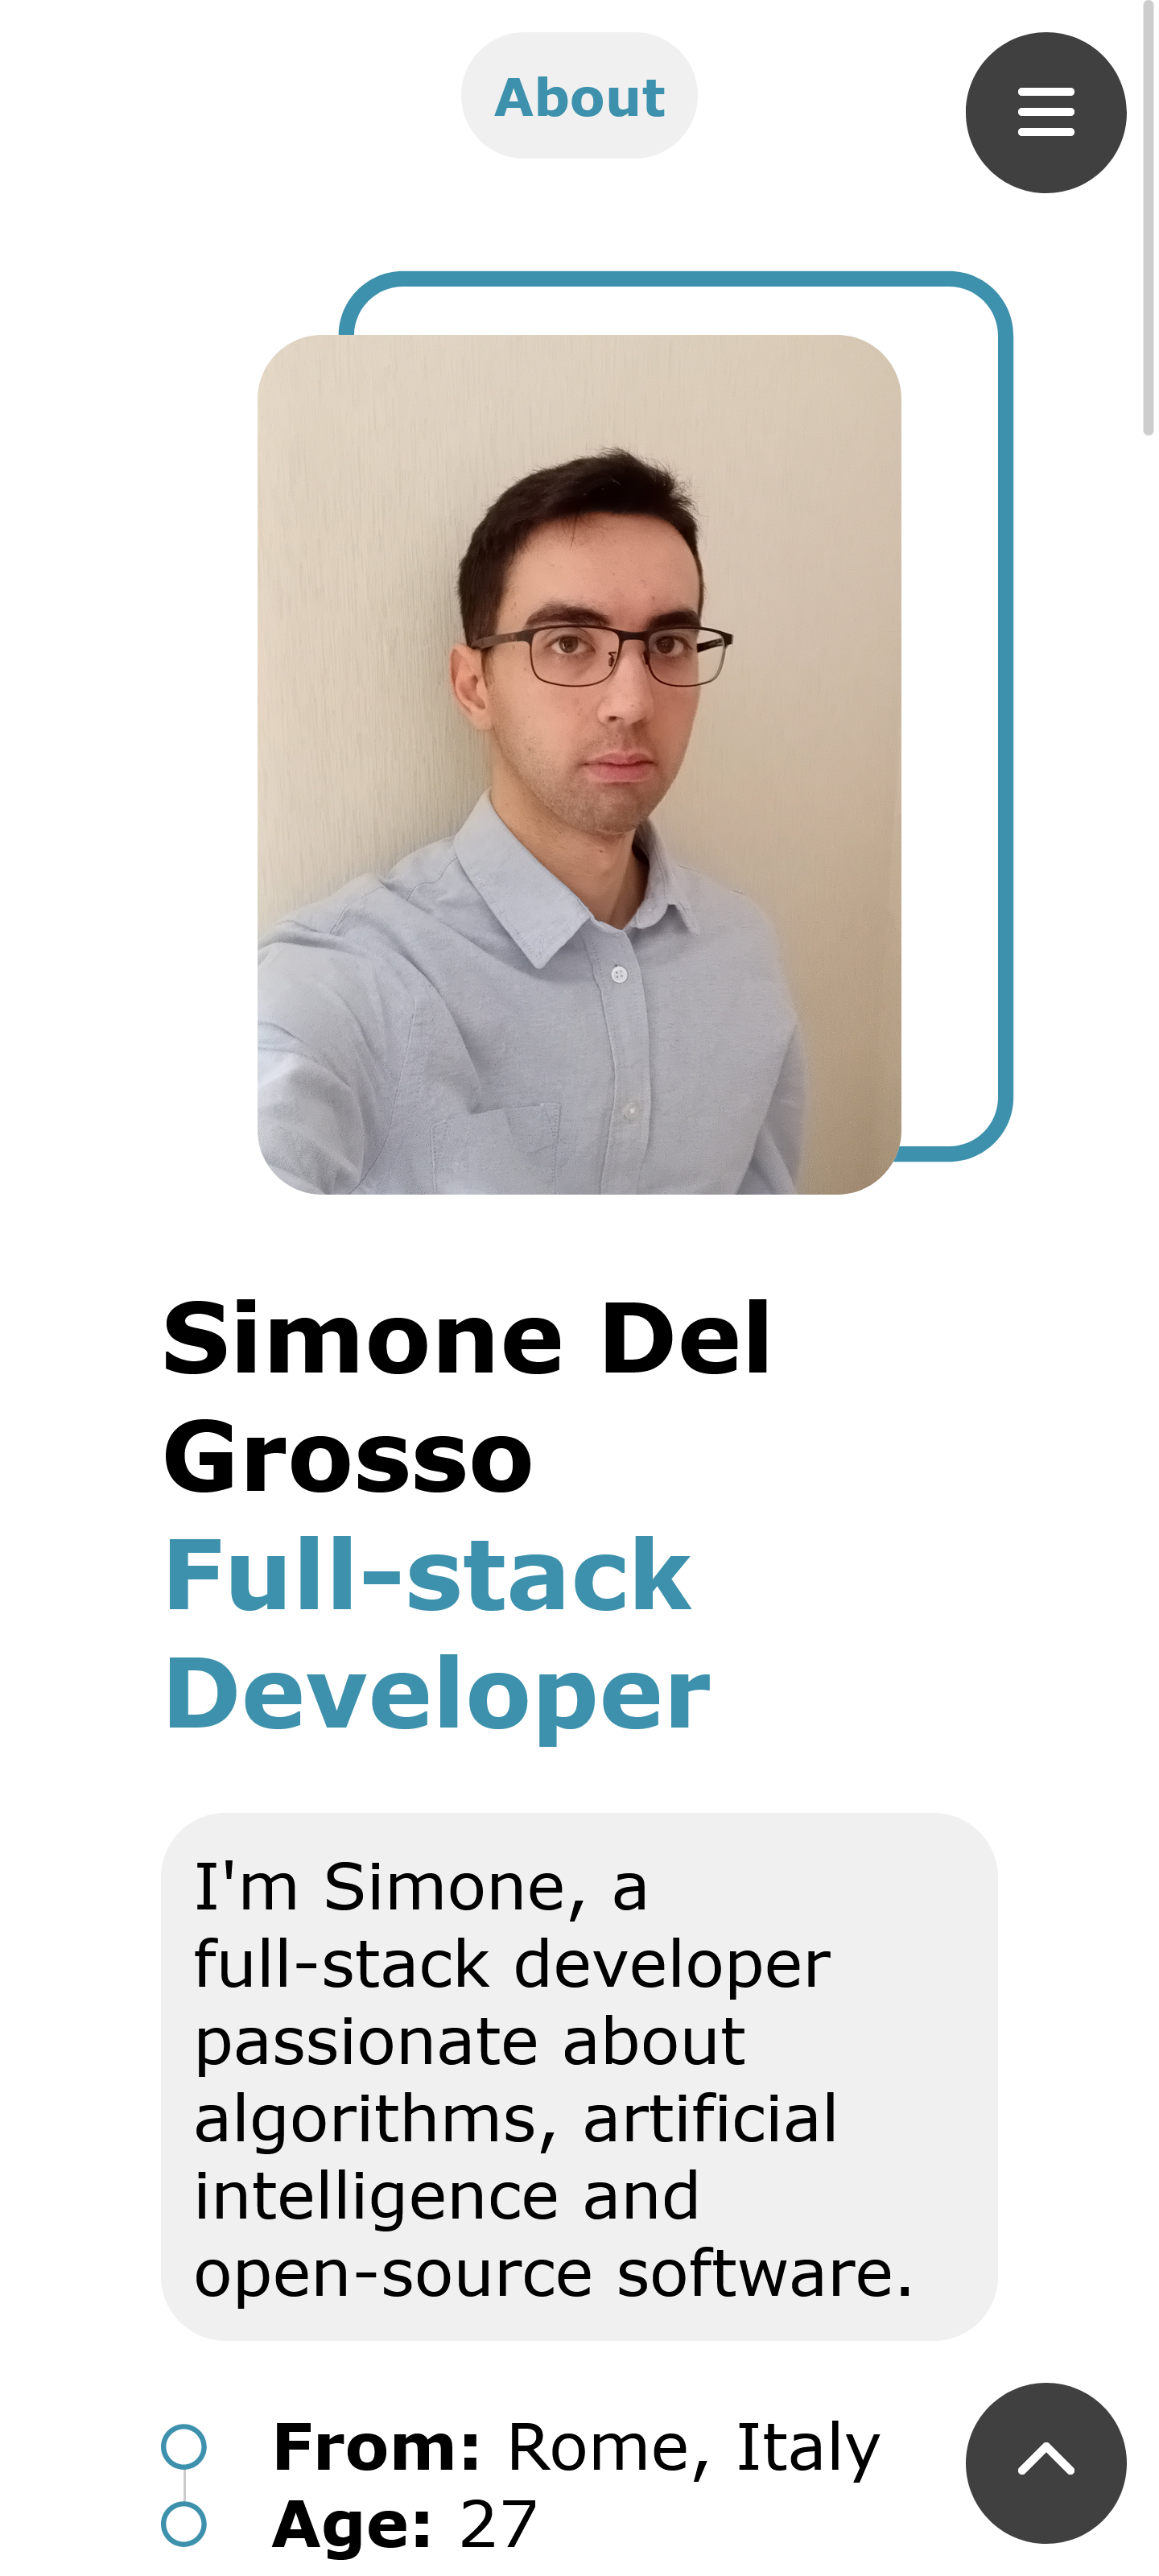 About
Simone Del
Grosso
Full-stack
Developer
I'm Simone, a
full-stack developer
passionate about
algorithms, artificial
intelligence and
open-source software.
From: Rome, Italy
Age: 27